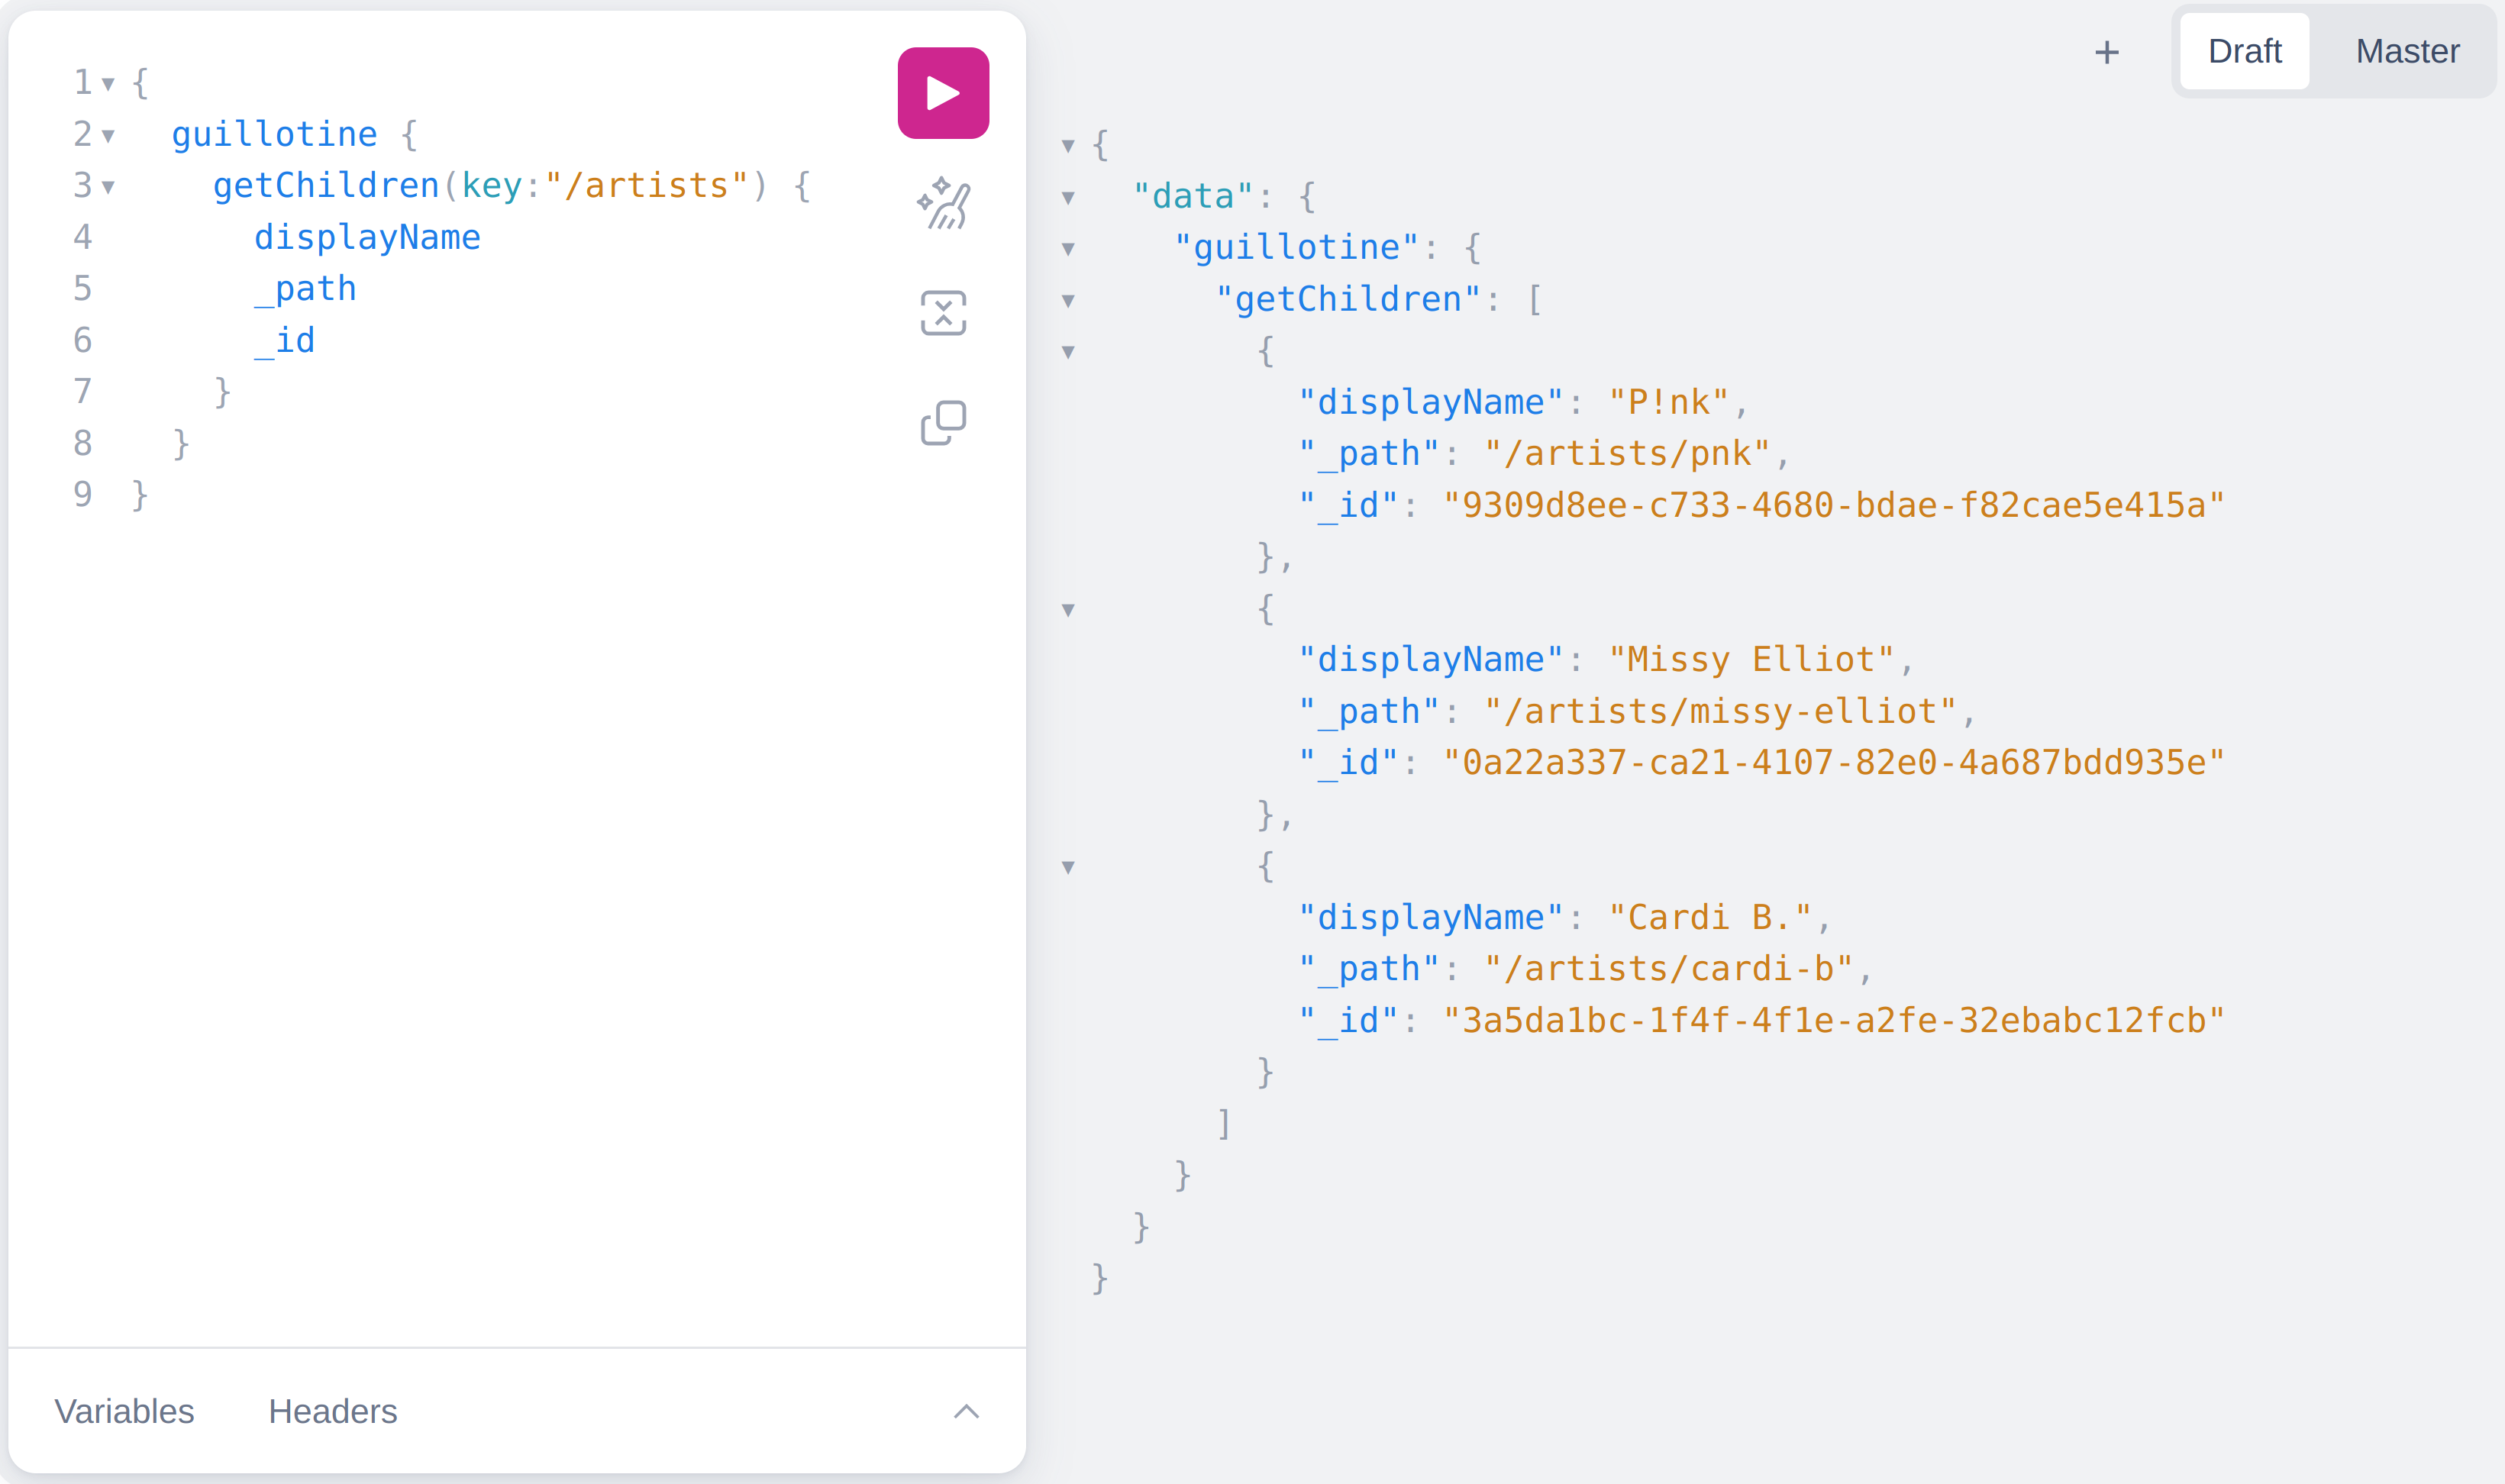 1 {
2   guillotine {
3     getChildren(key:"/artists") {
4       displayName
5       _path
6       _id
7     }
8   }
9 }
Variables Headers
+ Draft Master
{
  "data": {
    "guillotine": {
      "getChildren": [
        {
          "displayName": "P!nk",
          "_path": "/artists/pnk",
          "_id": "9309d8ee-c733-4680-bdae-f82cae5e415a"
        },
        {
          "displayName": "Missy Elliot",
          "_path": "/artists/missy-elliot",
          "_id": "0a22a337-ca21-4107-82e0-4a687bdd935e"
        },
        {
          "displayName": "Cardi B.",
          "_path": "/artists/cardi-b",
          "_id": "3a5da1bc-1f4f-4f1e-a2fe-32ebabc12fcb"
        }
      ]
    }
  }
}